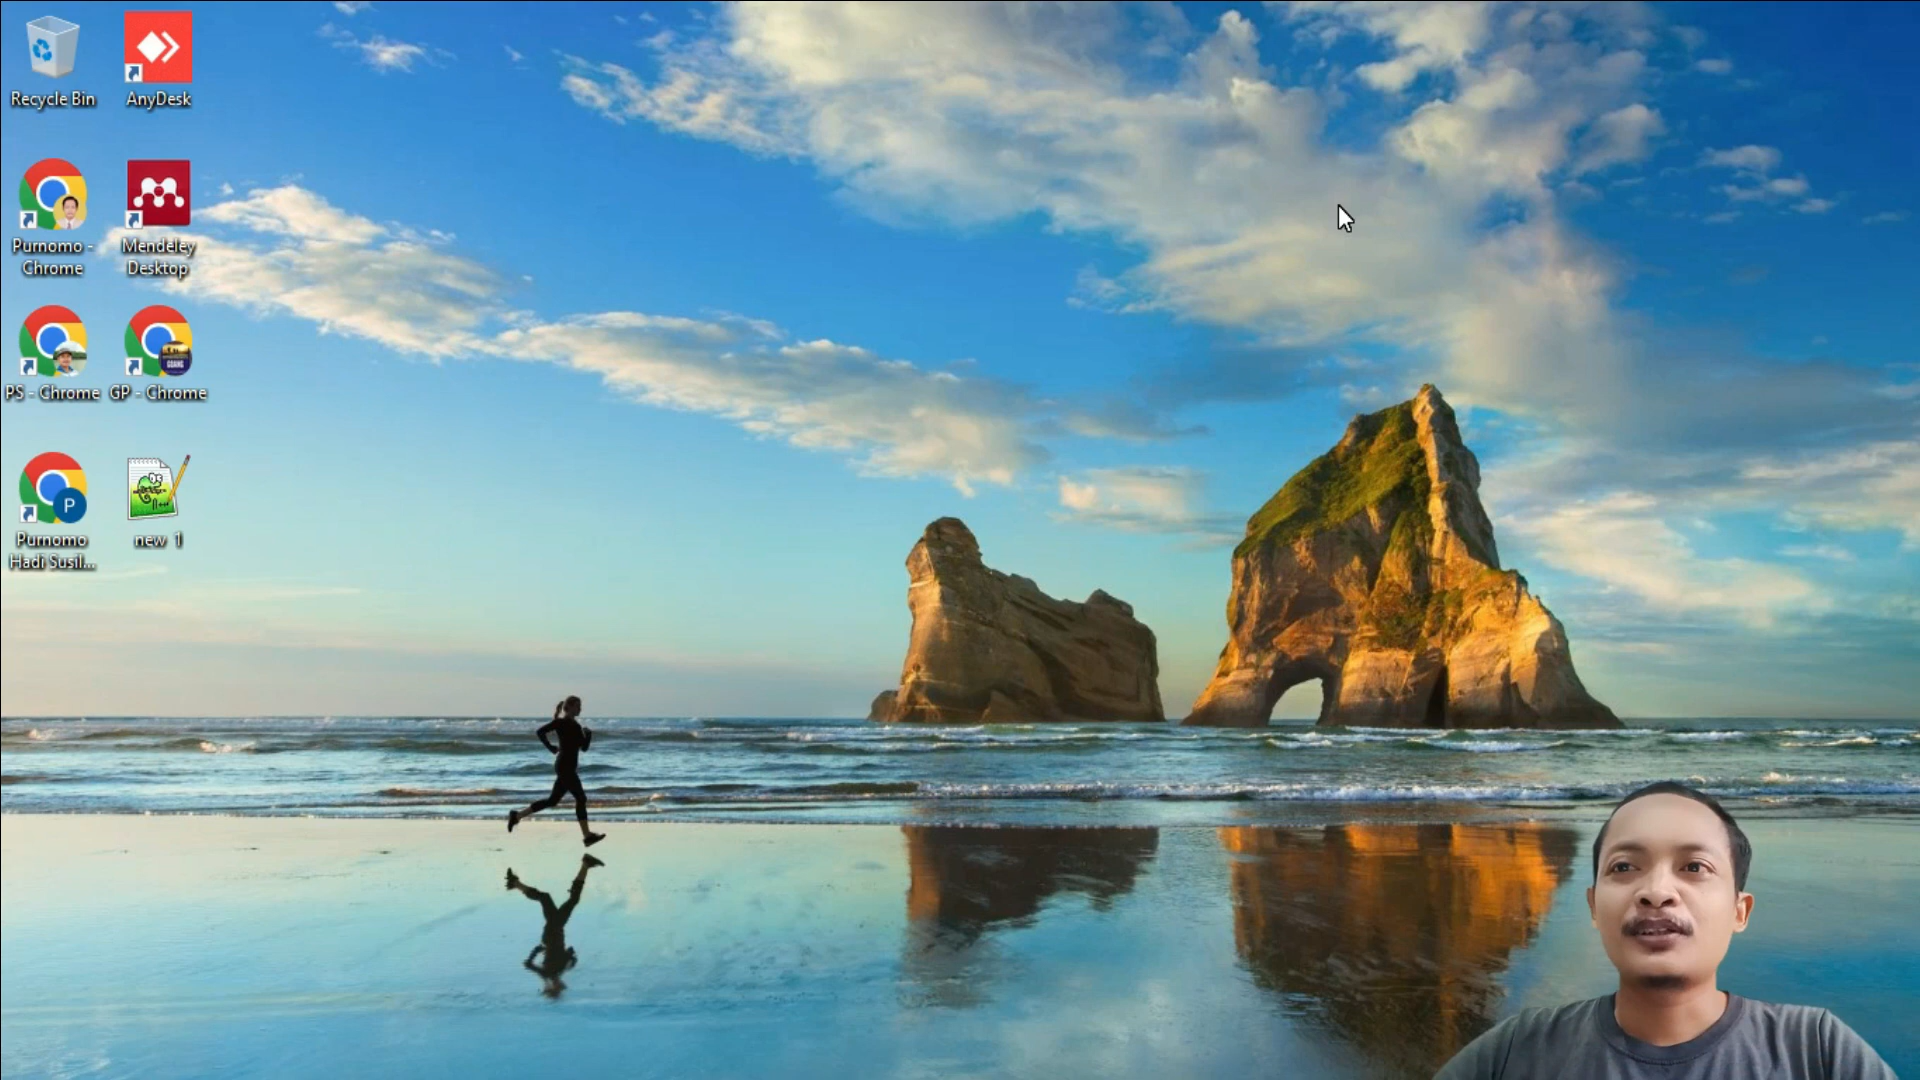 Recycle Bin
AnyDesk
Purnomo -
Chrome
Mendeley
Desktop
PS - Chrome
GP - Chrome
P
Purnomo
Hadi Susil...
new 1